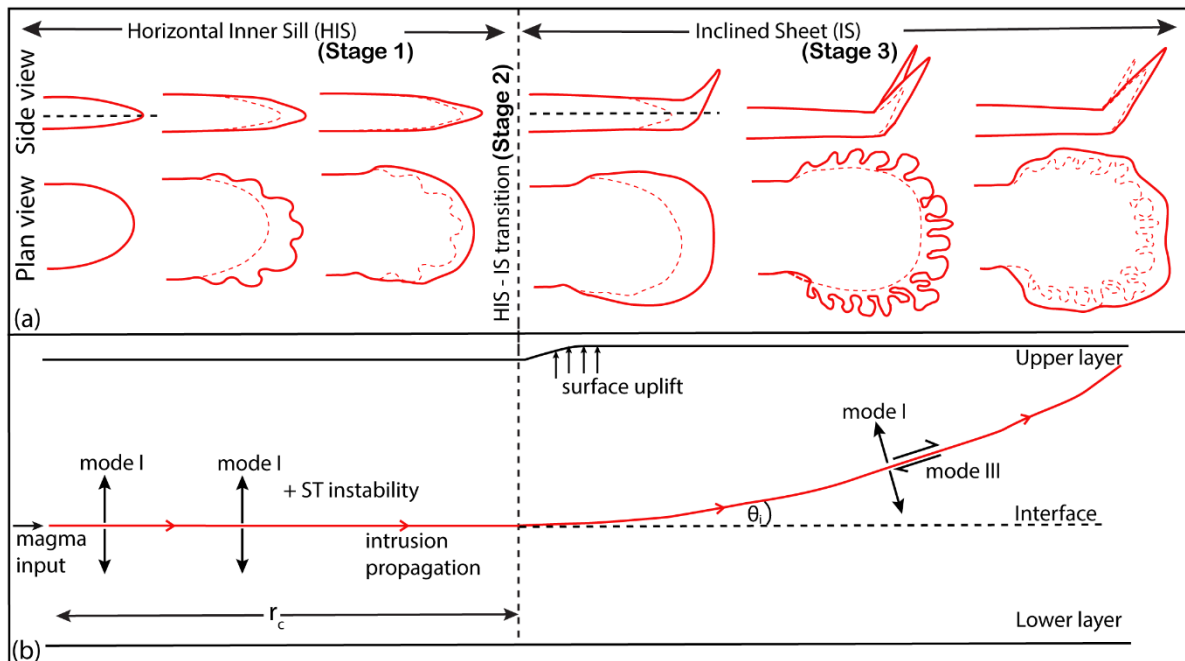 Horizontal Inner Sill (HIS)
(Stage 1)
Inclined Sheet (IS)
(Stage 3)
Side view
Plan view
HIS - IS transition (Stage 2)
(a)
Upper layer
surface uplift
mode I
mode I
mode I
+ ST instability
mode III
θi
Interface
magma
input
intrusion
propagation
rc
Lower layer
(b)